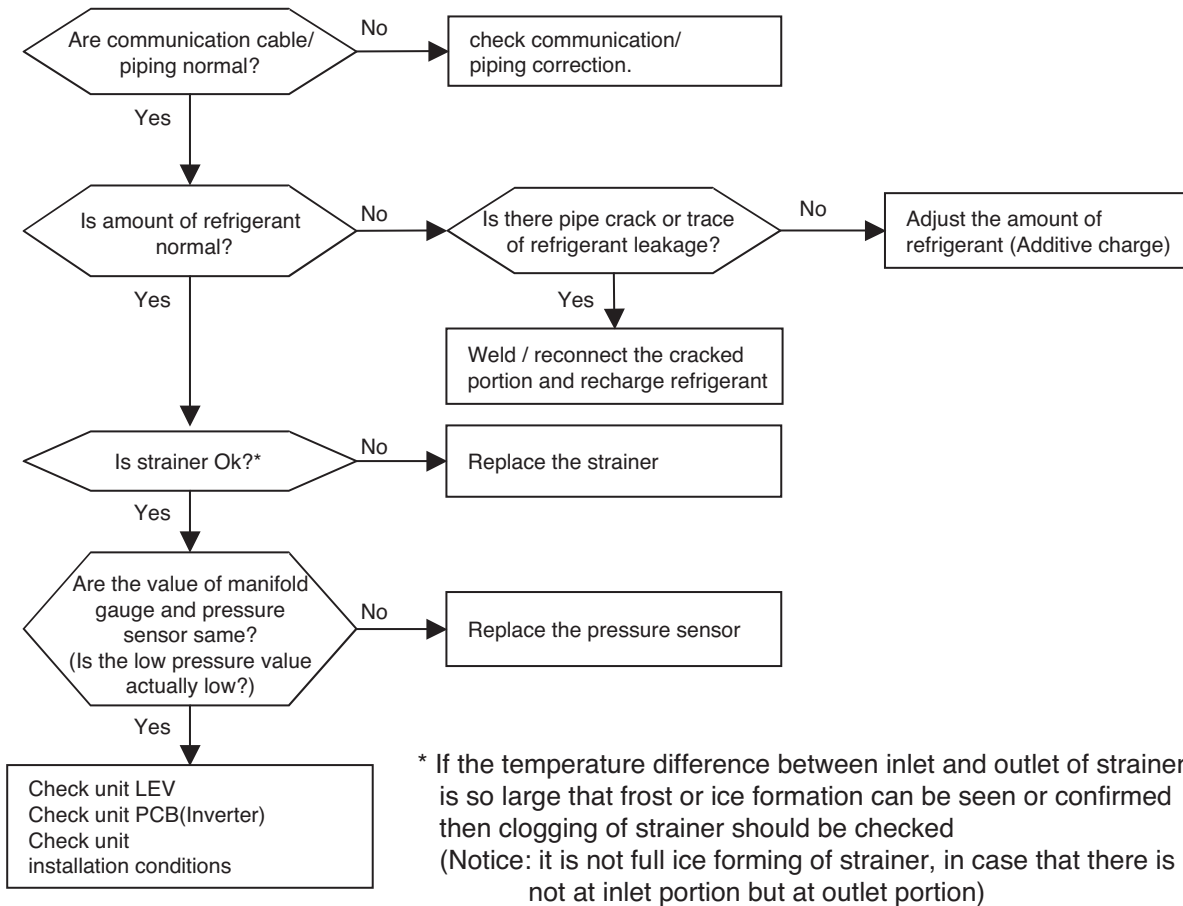 Are communication cable/
piping normal?
No
check communication/
piping correction.
Yes
Is amount of refrigerant
normal?
No
Is there pipe crack or trace
of refrigerant leakage?
No
Adjust the amount of
refrigerant (Additive charge)
Yes
Yes
Weld / reconnect the cracked
portion and recharge refrigerant
Is strainer Ok?*
No
Replace the strainer
Yes
Are the value of manifold
gauge and pressure
sensor same?
(Is the low pressure value
actually low?)
No
Replace the pressure sensor
Yes
Check unit LEV
Check unit PCB(Inverter)
Check unit
installation conditions
* If the temperature difference between inlet and outlet of strainer
is so large that frost or ice formation can be seen or confirmed
then clogging of strainer should be checked
(Notice: it is not full ice forming of strainer, in case that there is
not at inlet portion but at outlet portion)